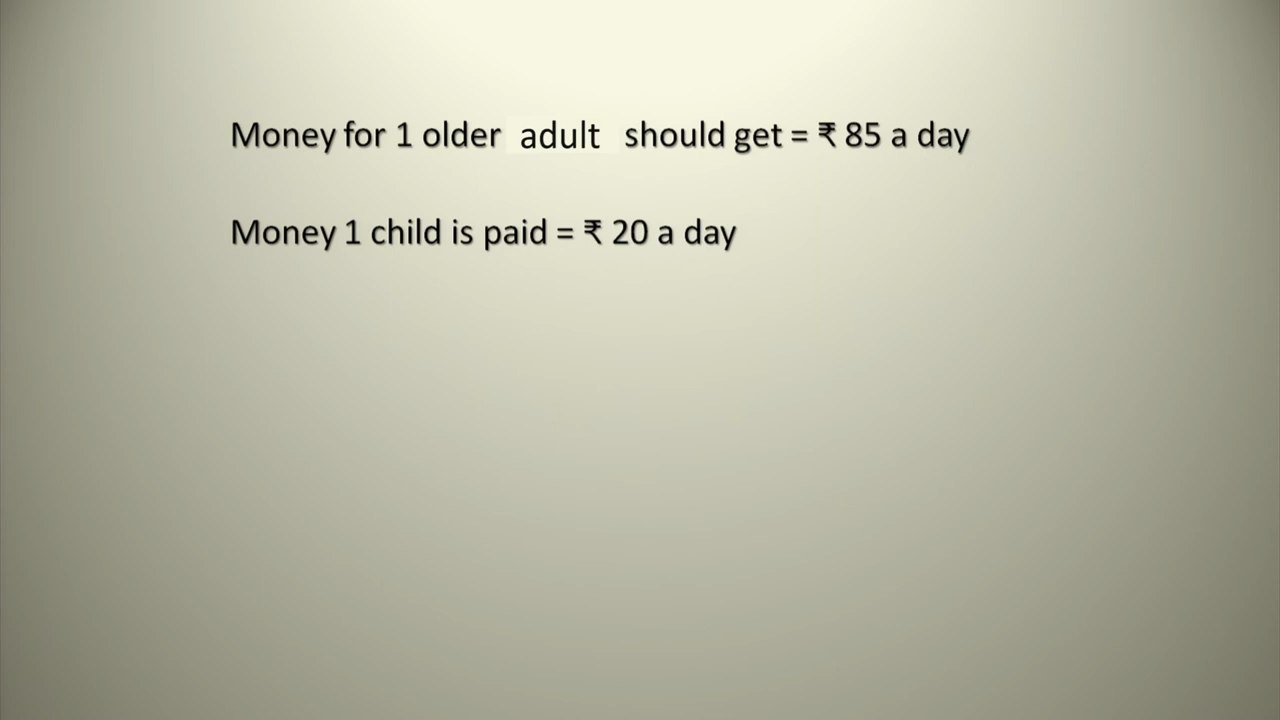 Money for 1 older adult should get = ₹ 85 a day
Money 1 child is paid = ₹ 20 a day